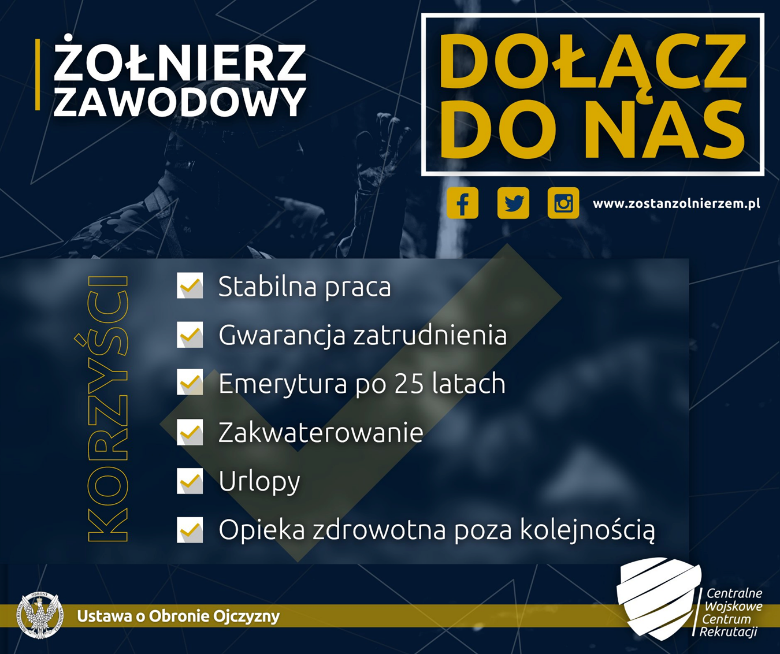 ŻOŁNIERZ
ZAWODOWY
DOŁĄCZ
DO NAS
www.zostanzolnierzem.pl
KORZYŚCI
Stabilna praca
Gwarancja zatrudnienia
Emerytura po 25 latach
Zakwaterowanie
Urlopy
Opieka zdrowotna poza kolejnością
Ustawa o Obronie Ojczyzny
Centralne
Wojskowe
Centrum
Rekrutacji